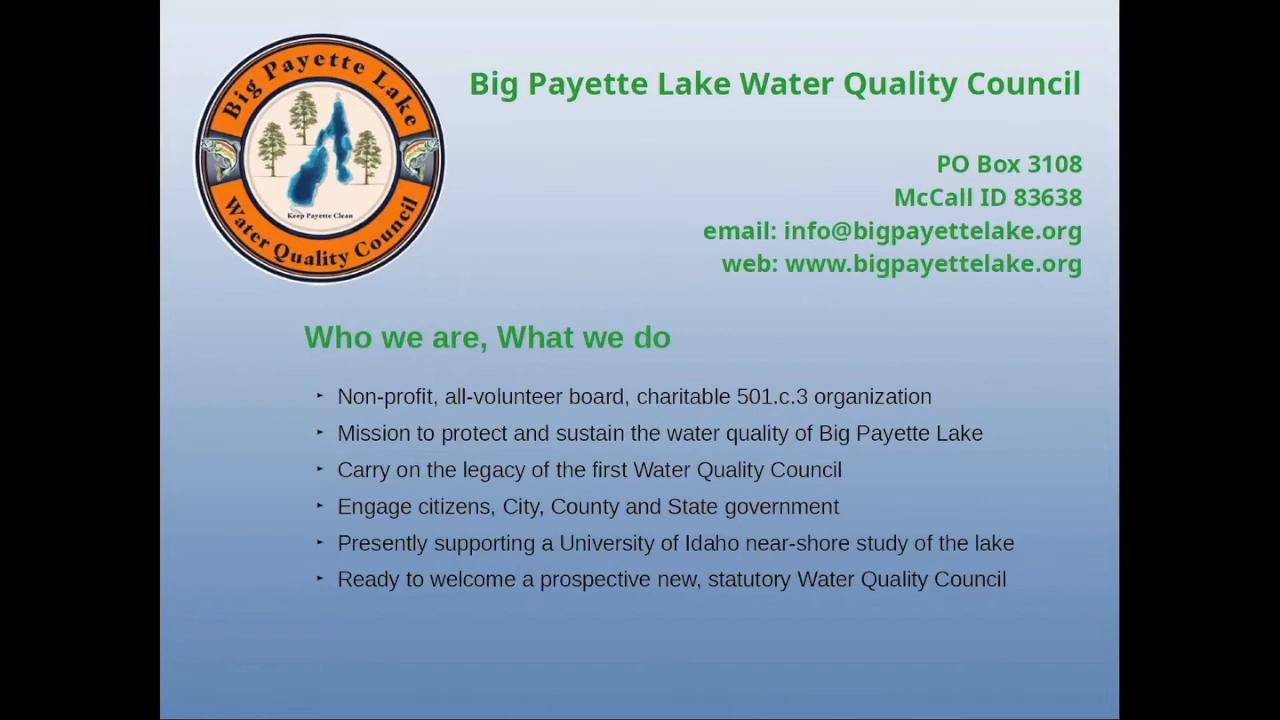 Big Payette Lake
Water Quality Council
Keep Payette Clean
Big Payette Lake Water Quality Council
PO Box 3108
McCall ID 83638
email: info@bigpayettelake.org
web: www.bigpayettelake.org
Who we are, What we do
‣ Non-profit, all-volunteer board, charitable 501.c.3 organization
‣ Mission to protect and sustain the water quality of Big Payette Lake
‣ Carry on the legacy of the first Water Quality Council
‣ Engage citizens, City, County and State government
‣ Presently supporting a University of Idaho near-shore study of the lake
‣ Ready to welcome a prospective new, statutory Water Quality Council